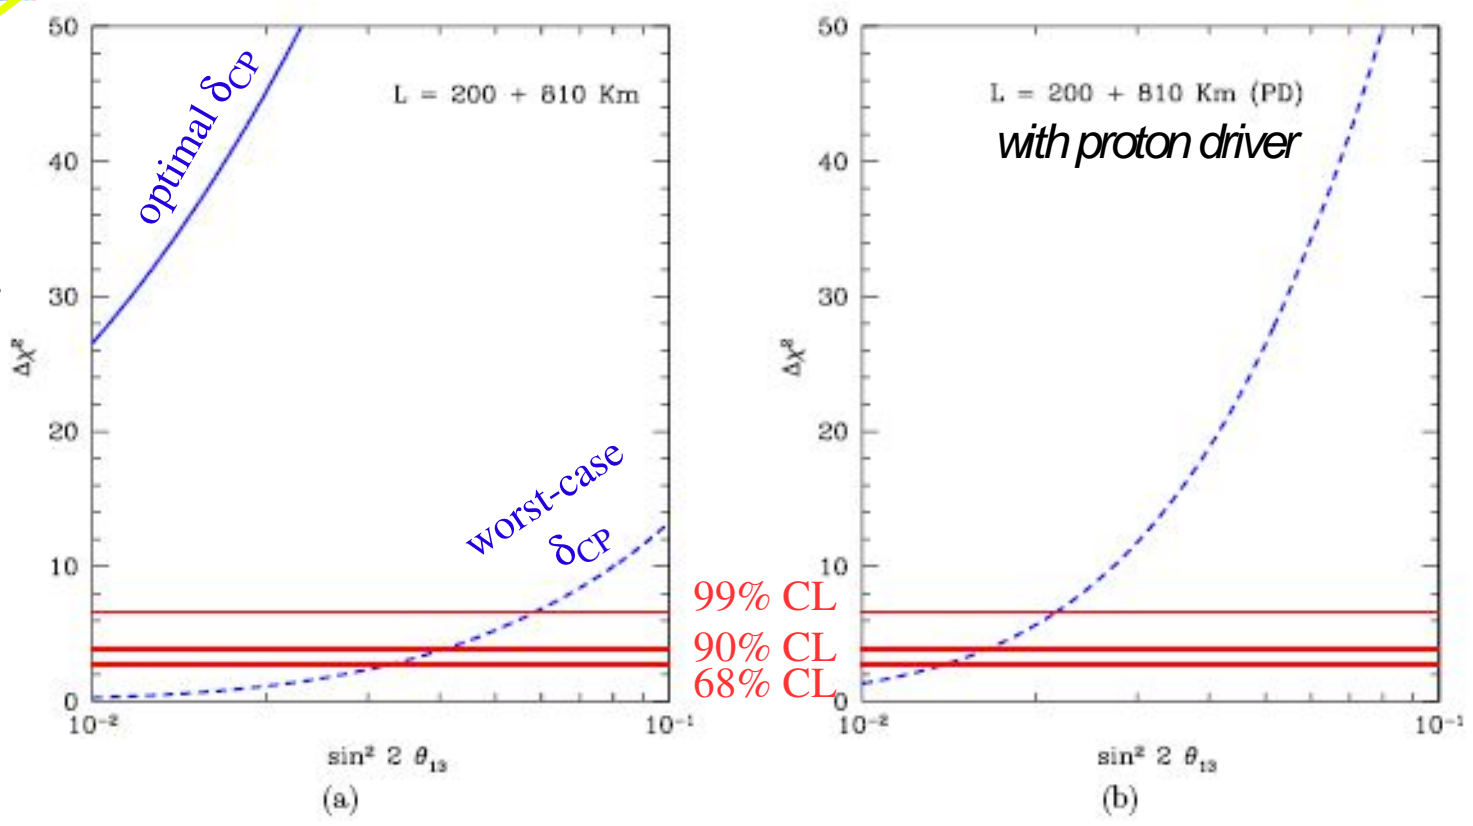 50
40
30
20
10
0
Δχ²
optimal δCP
L = 200 + 810 Km
worst-case
δCP
10⁻²
10⁻¹
sin² 2 θ₁₃
(a)
99% CL
90% CL
68% CL
50
40
30
20
10
0
Δχ²
L = 200 + 810 Km (PD)
with proton driver
10⁻²
10⁻¹
sin² 2 θ₁₃
(b)